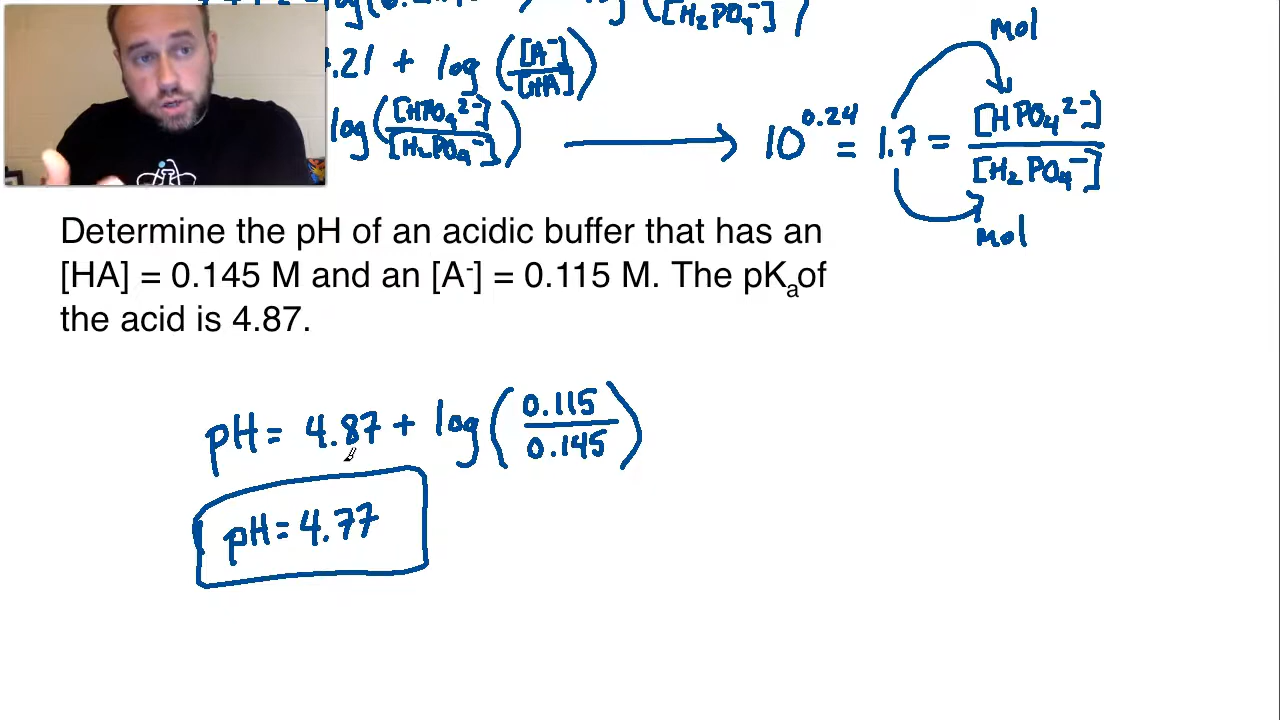 [H₂PO₄⁻]
.21 + log ([A⁻]/[HA])
log ([HPO₄²⁻]/[H₂PO₄⁻]) → 10^0.24 = 1.7 = [HPO₄²⁻]/[H₂PO₄⁻]
mol
mol
Determine the pH of an acidic buffer that has an
[HA] = 0.145 M and an [A⁻] = 0.115 M. The pKₐof
the acid is 4.87.
pH = 4.87 + log (0.115/0.145)
pH = 4.77